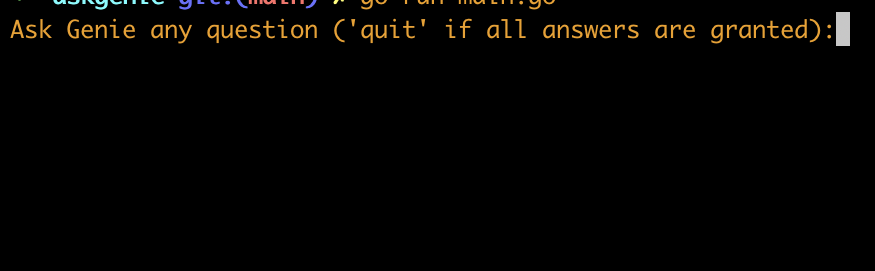 askgenie git:(main) ✗ go run main.go
Ask Genie any question ('quit' if all answers are granted):